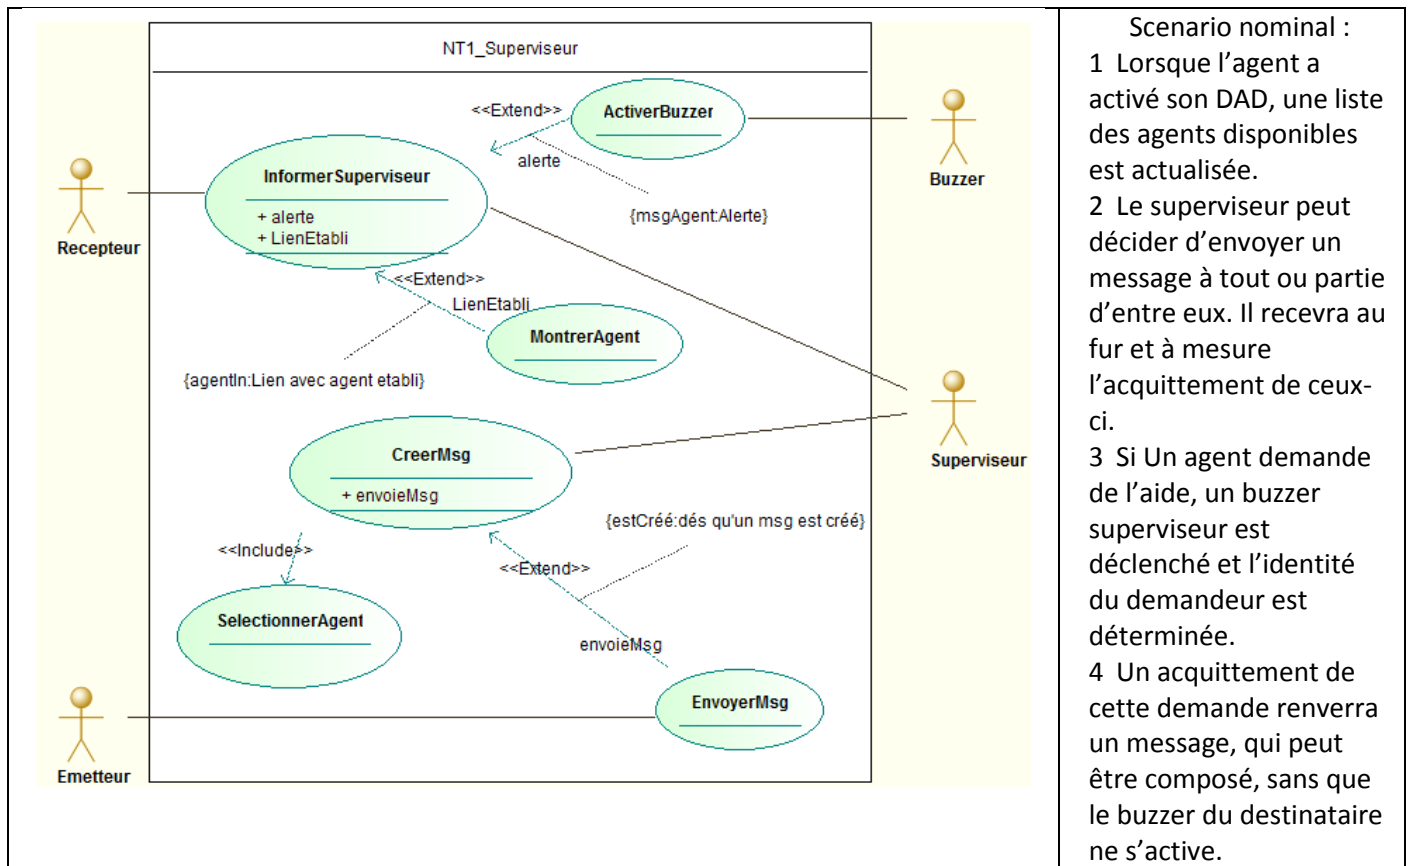 NT1_Superviseur
<<Extend>>
ActiverBuzzer
alerte
Buzzer
InformerSuperviseur
{msgAgent:Alerte}
+ alerte
+ LienEtabli
Recepteur
<<Extend>>
LienEtabli
MontrerAgent
{agentIn:Lien avec agent etabli}
CreerMsg
Superviseur
+ envoieMsg
{estCréé:dés qu'un msg est créé}
<<Include>>
<<Extend>>
SelectionnerAgent
envoieMsg
EnvoyerMsg
Emetteur
Scenario nominal :
1 Lorsque l’agent a
activé son DAD, une liste
des agents disponibles
est actualisée.
2 Le superviseur peut
décider d’envoyer un
message à tout ou partie
d’entre eux. Il recevra au
fur et à mesure
l’acquittement de ceux-
ci.
3 Si Un agent demande
de l’aide, un buzzer
superviseur est
déclenché et l’identité
du demandeur est
déterminée.
4 Un acquittement de
cette demande renverra
un message, qui peut
être composé, sans que
le buzzer du destinataire
ne s’active.